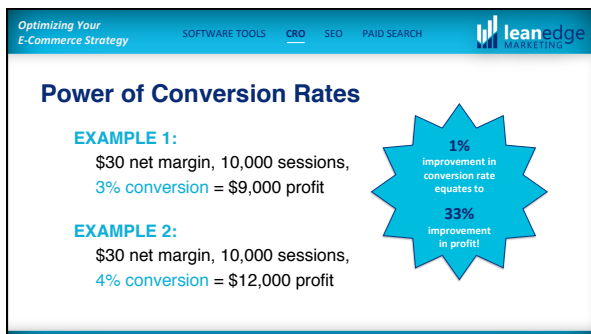 Optimizing Your
E-Commerce Strategy
SOFTWARE TOOLS CRO SEO PAID SEARCH
leanedge
MARKETING
Power of Conversion Rates
EXAMPLE 1:
$30 net margin, 10,000 sessions,
3% conversion = $9,000 profit
EXAMPLE 2:
$30 net margin, 10,000 sessions,
4% conversion = $12,000 profit
1%
improvement in
conversion rate
equates to
33%
improvement
in profit!